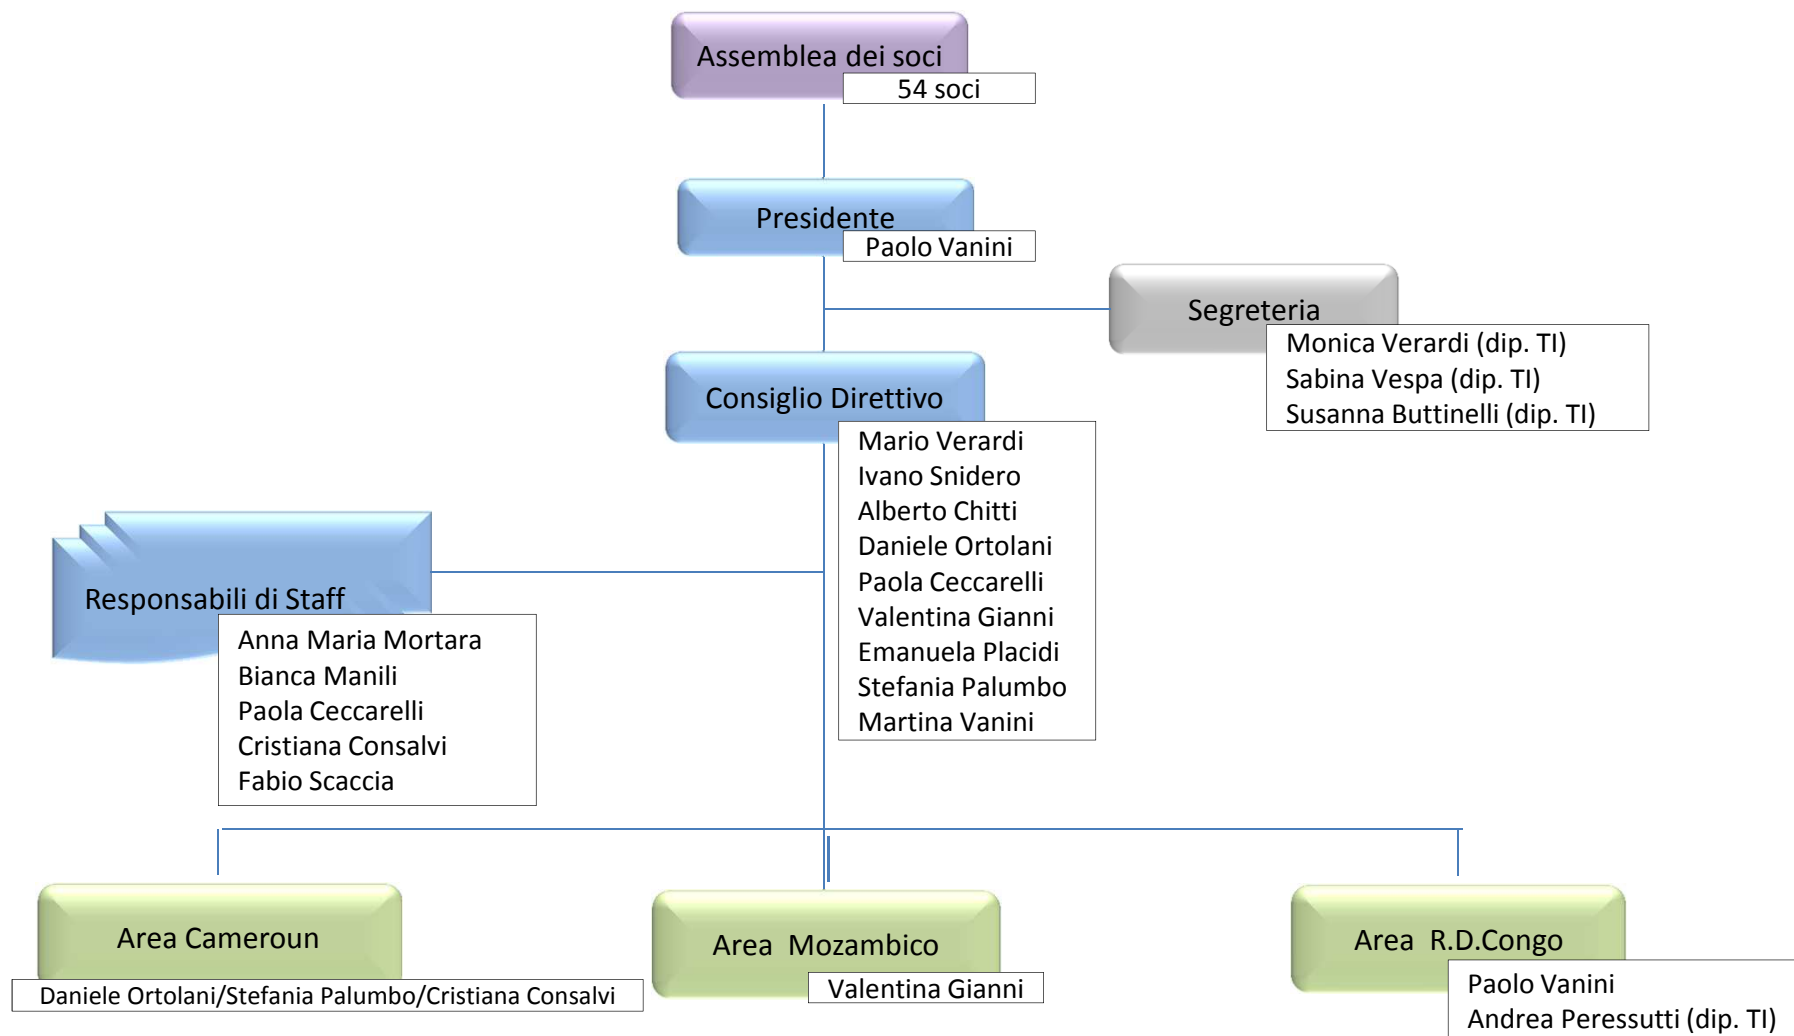 Assemblea dei soci
54 soci
Presidente
Paolo Vanini
Segreteria
Monica Verardi (dip. TI)
Sabina Vespa (dip. TI)
Susanna Buttinelli (dip. TI)
Consiglio Direttivo
Mario Verardi
Ivano Snidero
Alberto Chitti
Daniele Ortolani
Paola Ceccarelli
Valentina Gianni
Emanuela Placidi
Stefania Palumbo
Martina Vanini
Responsabili di Staff
Anna Maria Mortara
Bianca Manili
Paola Ceccarelli
Cristiana Consalvi
Fabio Scaccia
Area Cameroun
Daniele Ortolani/Stefania Palumbo/Cristiana Consalvi
Area Mozambico
Valentina Gianni
Area R.D.Congo
Paolo Vanini
Andrea Peressutti (dip. TI)